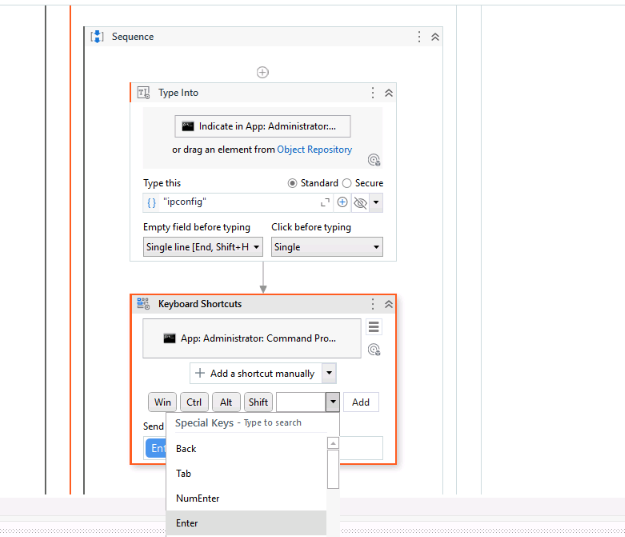 Sequence
Type Into
Indicate in App: Administrator:...
or drag an element from Object Repository
Type this
Standard
Secure
"ipconfig"
Empty field before typing
Click before typing
Single line [End, Shift+H
Single
Keyboard Shortcuts
App: Administrator: Command Pro...
Add a shortcut manually
Win
Ctrl
Alt
Shift
Add
Send
Special Keys - Type to search
Ent
Back
Tab
NumEnter
Enter